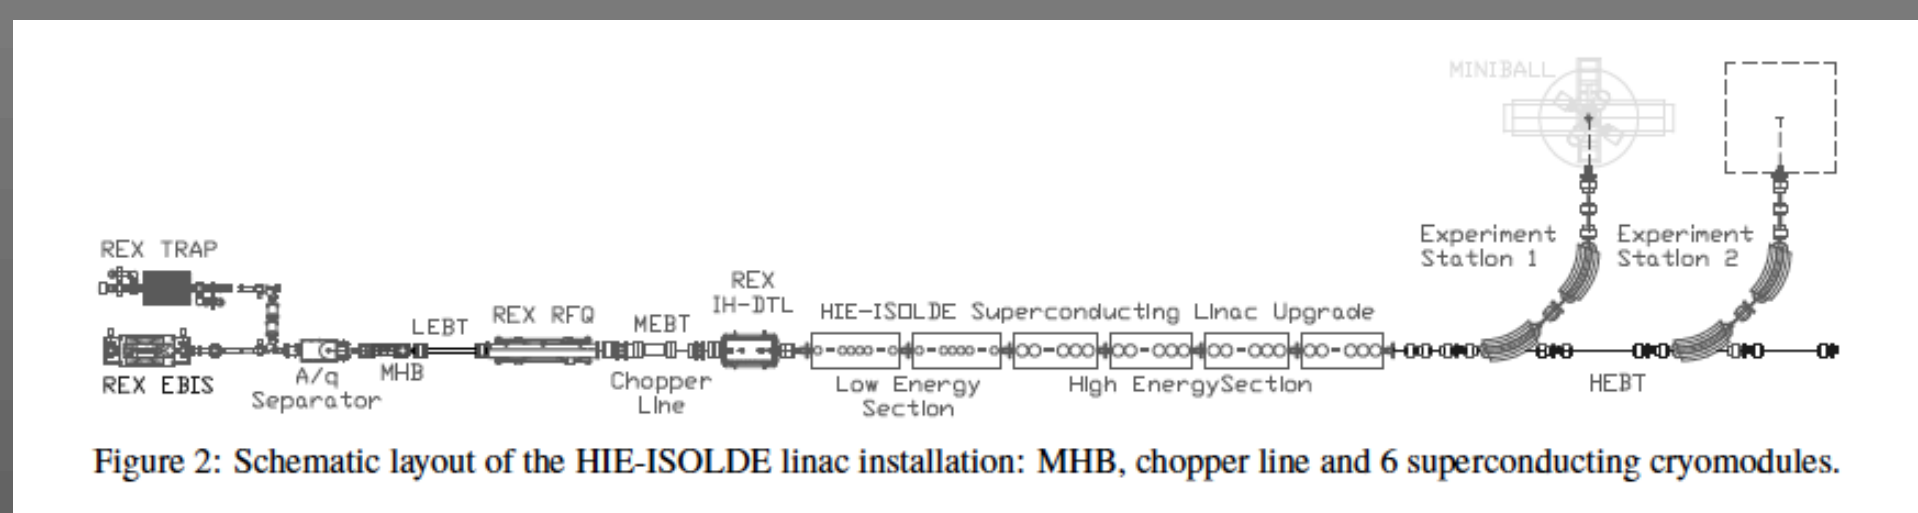 MINIBALL
Experiment
Station 1
Experiment
Station 2
REX TRAP
REX EBIS
A/q
Separator
LEBT
MHB
REX RFQ
MEBT
Chopper
Line
REX
IH-DTL
HIE-ISOLDE Superconducting Linac Upgrade
Low Energy
Section
High EnergySection
HEBT
Figure 2: Schematic layout of the HIE-ISOLDE linac installation: MHB, chopper line and 6 superconducting cryomodules.